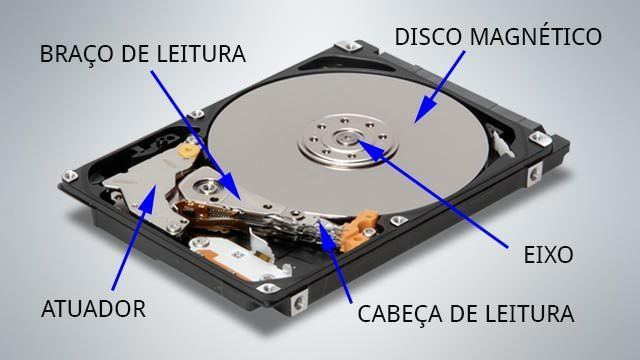 DISCO MAGNÉTICO
BRAÇO DE LEITURA
EIXO
ATUADOR
CABEÇA DE LEITURA